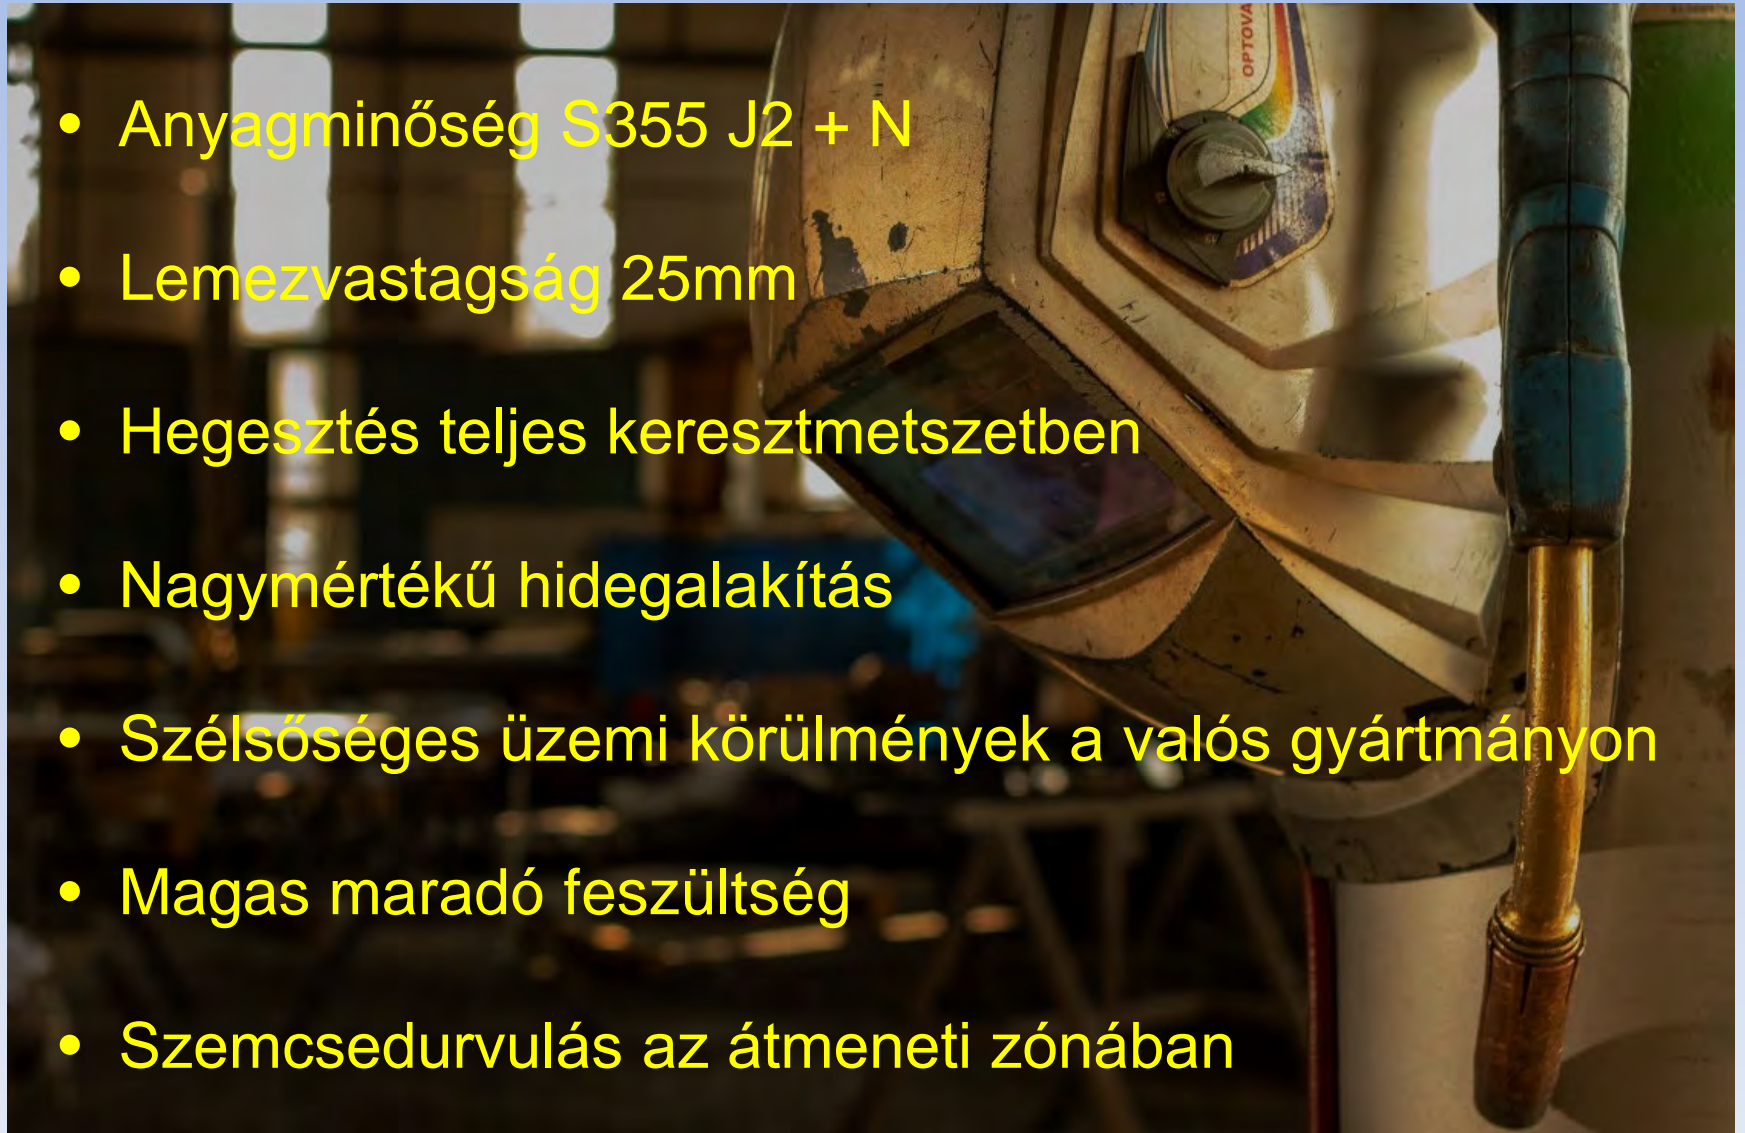 OPTOVA
• Anyagminőség S355 J2 + N
• Lemezvastagság 25mm
• Hegesztés teljes keresztmetszetben
• Nagymértékű hidegalakítás
• Szélsőséges üzemi körülmények a valós gyártmányon
• Magas maradó feszültség
• Szemcsedurvulás az átmeneti zónában